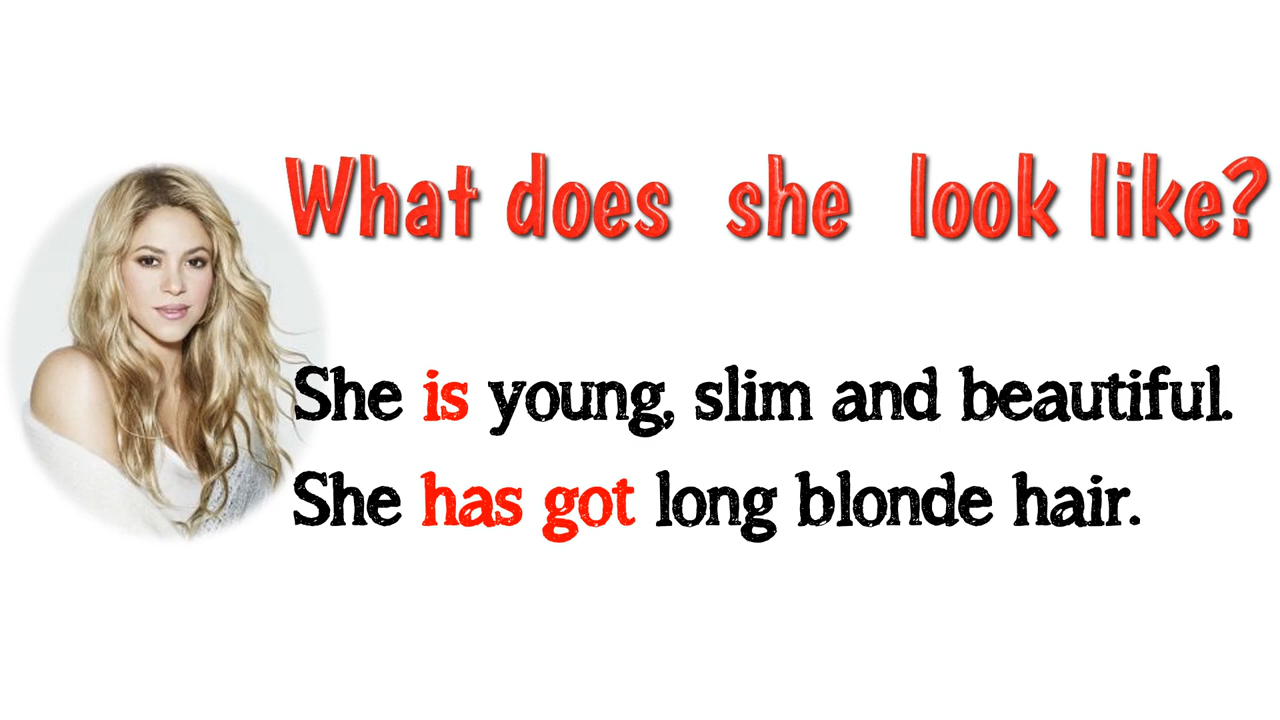 What does she look like?
She is young, slim and beautiful.
She has got long blonde hair.